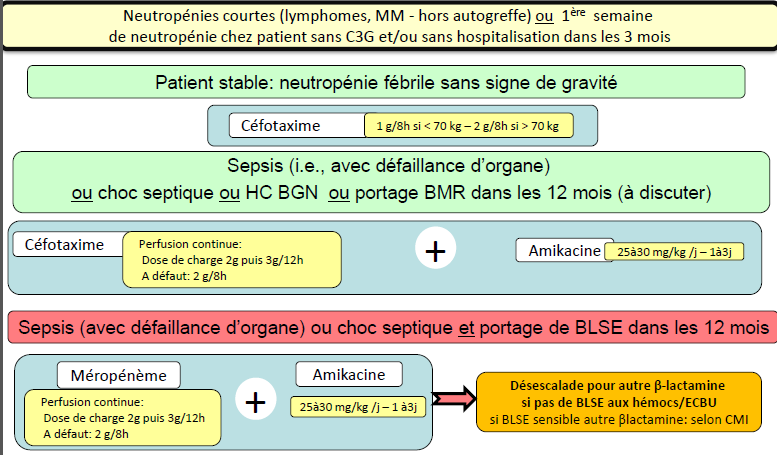 Neutropénies courtes (lymphomes, MM - hors autogreffe) ou 1ère semaine
de neutropénie chez patient sans C3G et/ou sans hospitalisation dans les 3 mois
Patient stable: neutropénie fébrile sans signe de gravité
Céfotaxime
1 g/8h si < 70 kg – 2 g/8h si > 70 kg
Sepsis (i.e., avec défaillance d'organe)
ou choc septique ou HC BGN ou portage BMR dans les 12 mois (à discuter)
Céfotaxime
Perfusion continue:
Dose de charge 2g puis 3g/12h
A défaut: 2 g/8h
+
Amikacine
25à30 mg/kg /j – 1à3j
Sepsis (avec défaillance d'organe) ou choc septique et portage de BLSE dans les 12 mois
Méropénème
Perfusion continue:
Dose de charge 2g puis 3g/12h
A défaut: 2 g/8h
+
Amikacine
25à30 mg/kg /j – 1 à3j
Désescalade pour autre β-lactamine
si pas de BLSE aux hémocs/ECBU
si BLSE sensible autre βlactamine: selon CMI